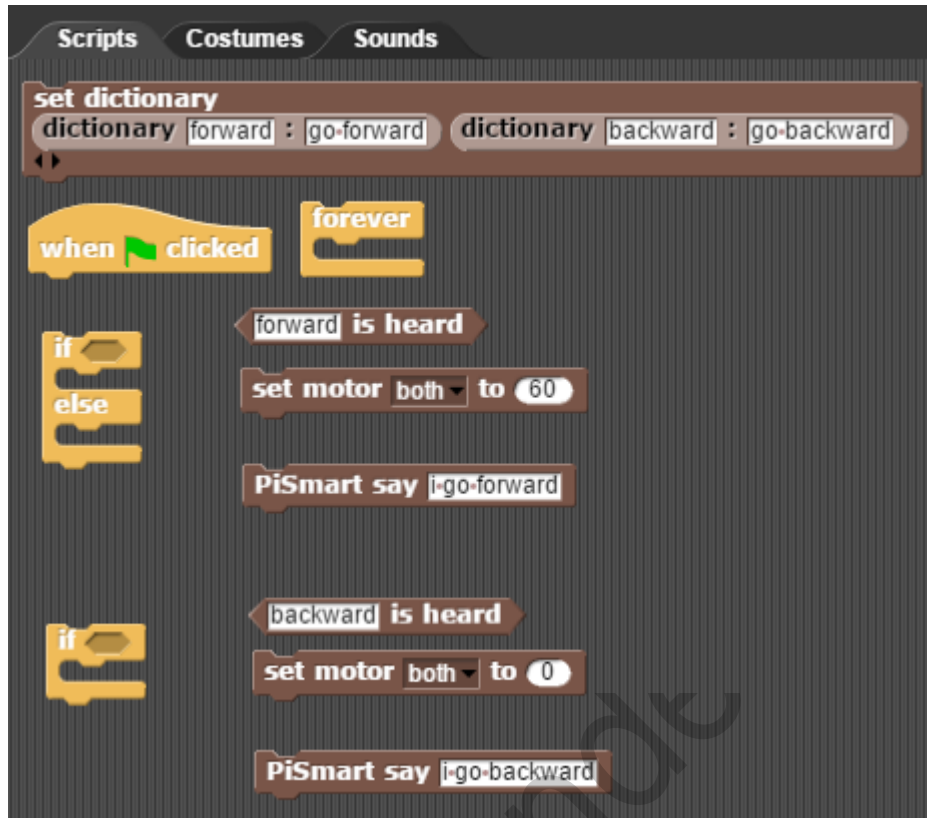 Scripts Costumes Sounds
set dictionary
dictionary forward : go-forward dictionary backward : go-backward
when clicked
forever
forward is heard
if
set motor both to 60
else
PiSmart say i-go-forward
backward is heard
if
set motor both to 0
PiSmart say i-go-backward